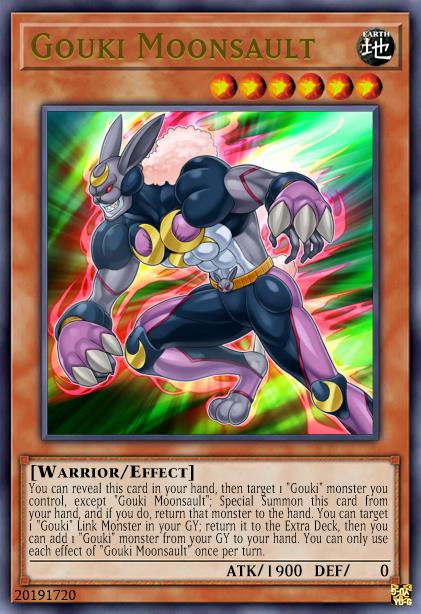 GOUKI MOONSAULT
EARTH
地
[WARRIOR/EFFECT]
You can reveal this card in your hand, then target 1 "Gouki" monster you
control, except "Gouki Moonsault"; Special Summon this card from
your hand, and if you do, return that monster to the hand. You can target
1 "Gouki" Link Monster in your GY; return it to the Extra Deck, then you
can add 1 "Gouki" monster from your GY to your hand. You can only use
each effect of "Gouki Moonsault" once per turn.
ATK/1900 DEF/ 0
20191720